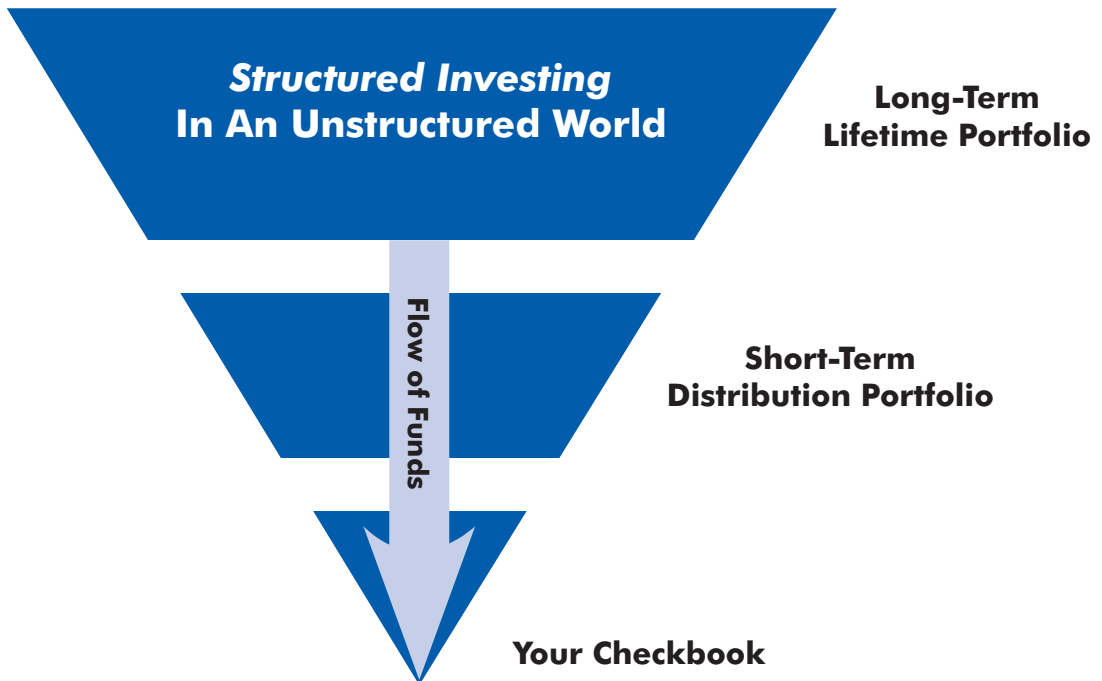 Structured Investing
In An Unstructured World
Long-Term
Lifetime Portfolio
Flow of Funds
Short-Term
Distribution Portfolio
Your Checkbook